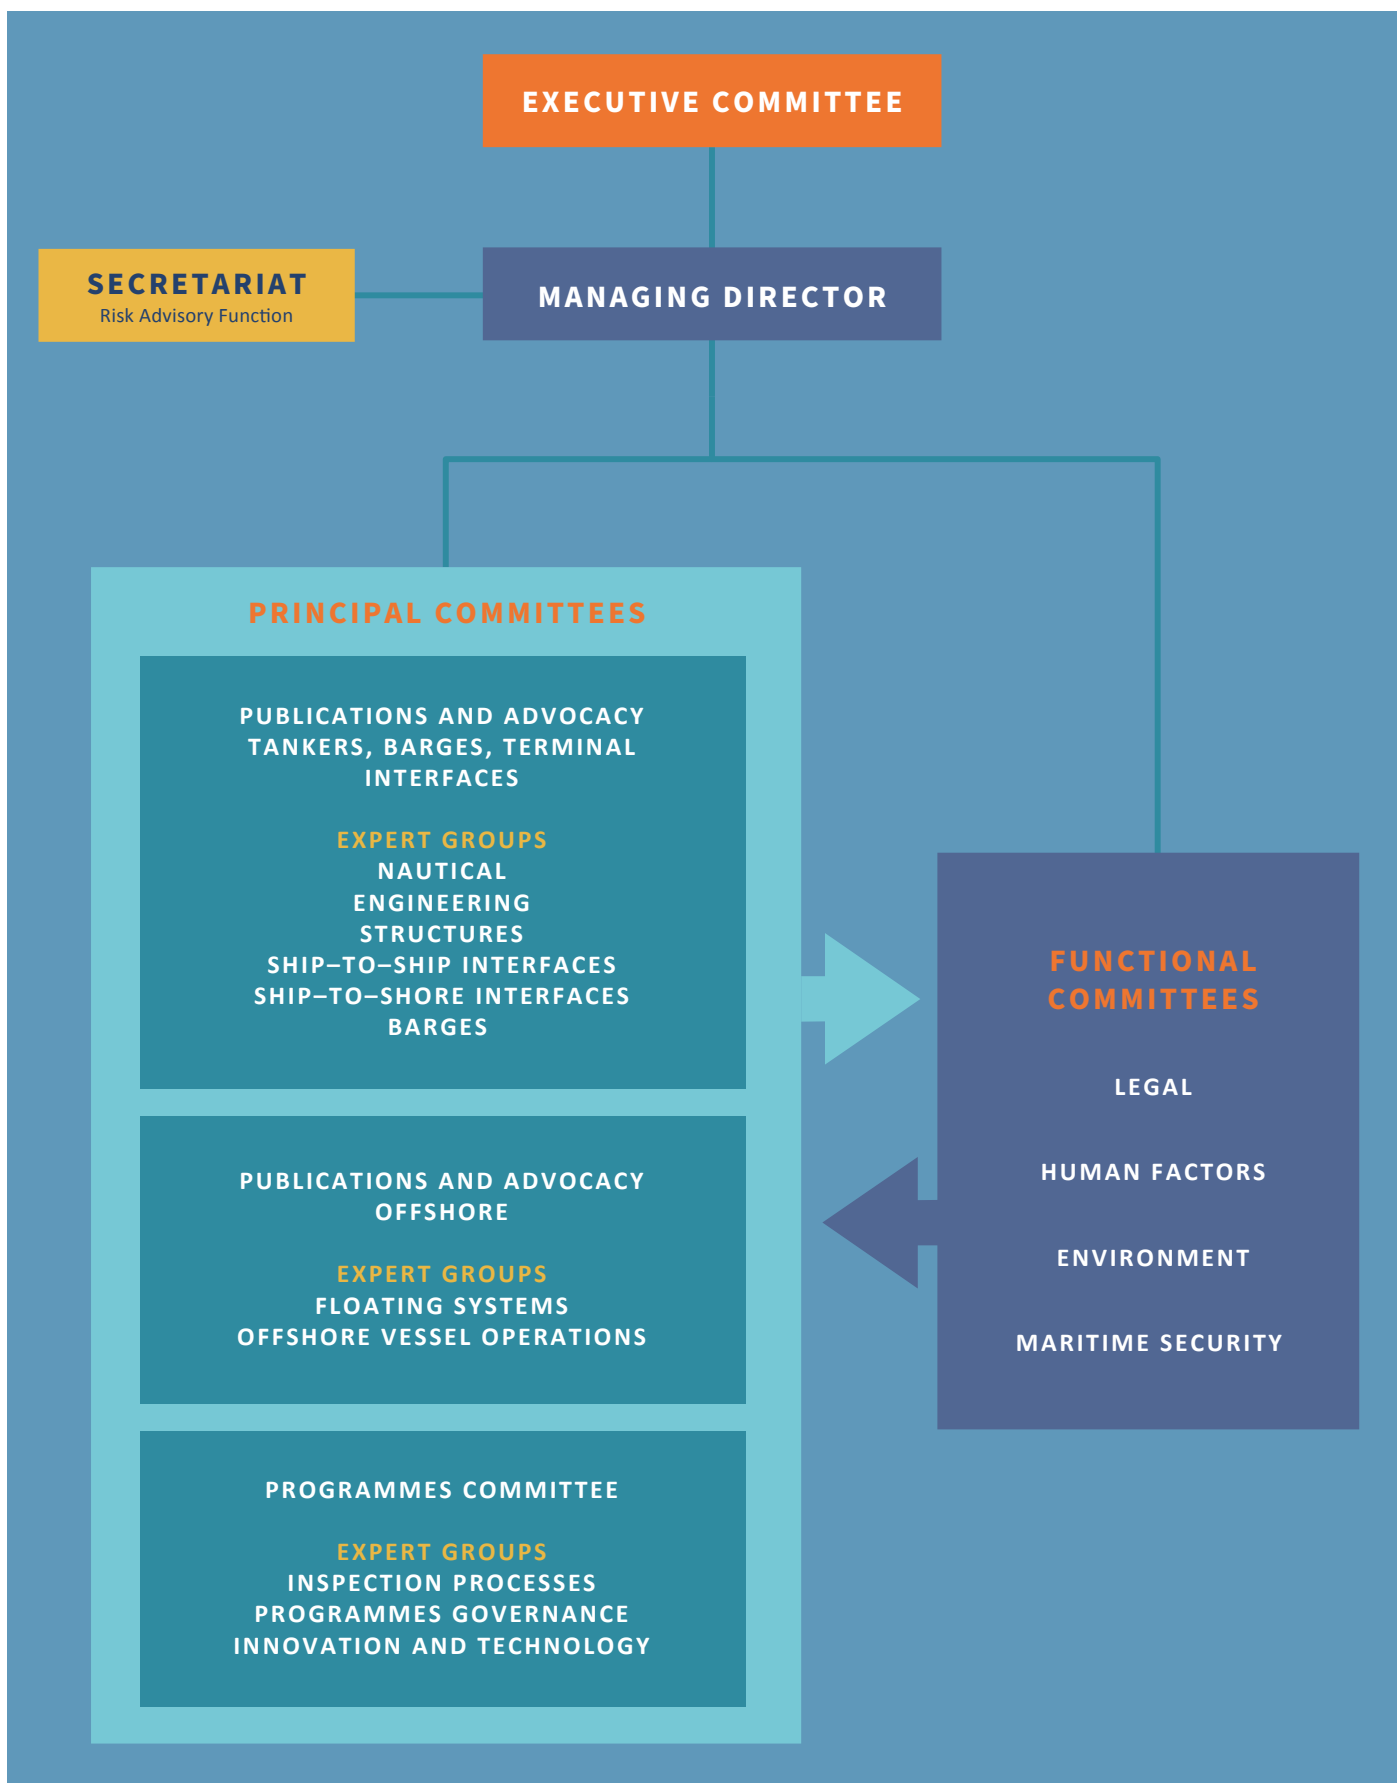 EXECUTIVE COMMITTEE
SECRETARIAT
Risk Advisory Function
MANAGING DIRECTOR
PRINCIPAL COMMITTEES
PUBLICATIONS AND ADVOCACY
TANKERS, BARGES, TERMINAL
INTERFACES
EXPERT GROUPS
NAUTICAL
ENGINEERING
STRUCTURES
SHIP–TO–SHIP INTERFACES
SHIP–TO–SHORE INTERFACES
BARGES
PUBLICATIONS AND ADVOCACY
OFFSHORE
EXPERT GROUPS
FLOATING SYSTEMS
OFFSHORE VESSEL OPERATIONS
PROGRAMMES COMMITTEE
EXPERT GROUPS
INSPECTION PROCESSES
PROGRAMMES GOVERNANCE
INNOVATION AND TECHNOLOGY
FUNCTIONAL
COMMITTEES
LEGAL
HUMAN FACTORS
ENVIRONMENT
MARITIME SECURITY